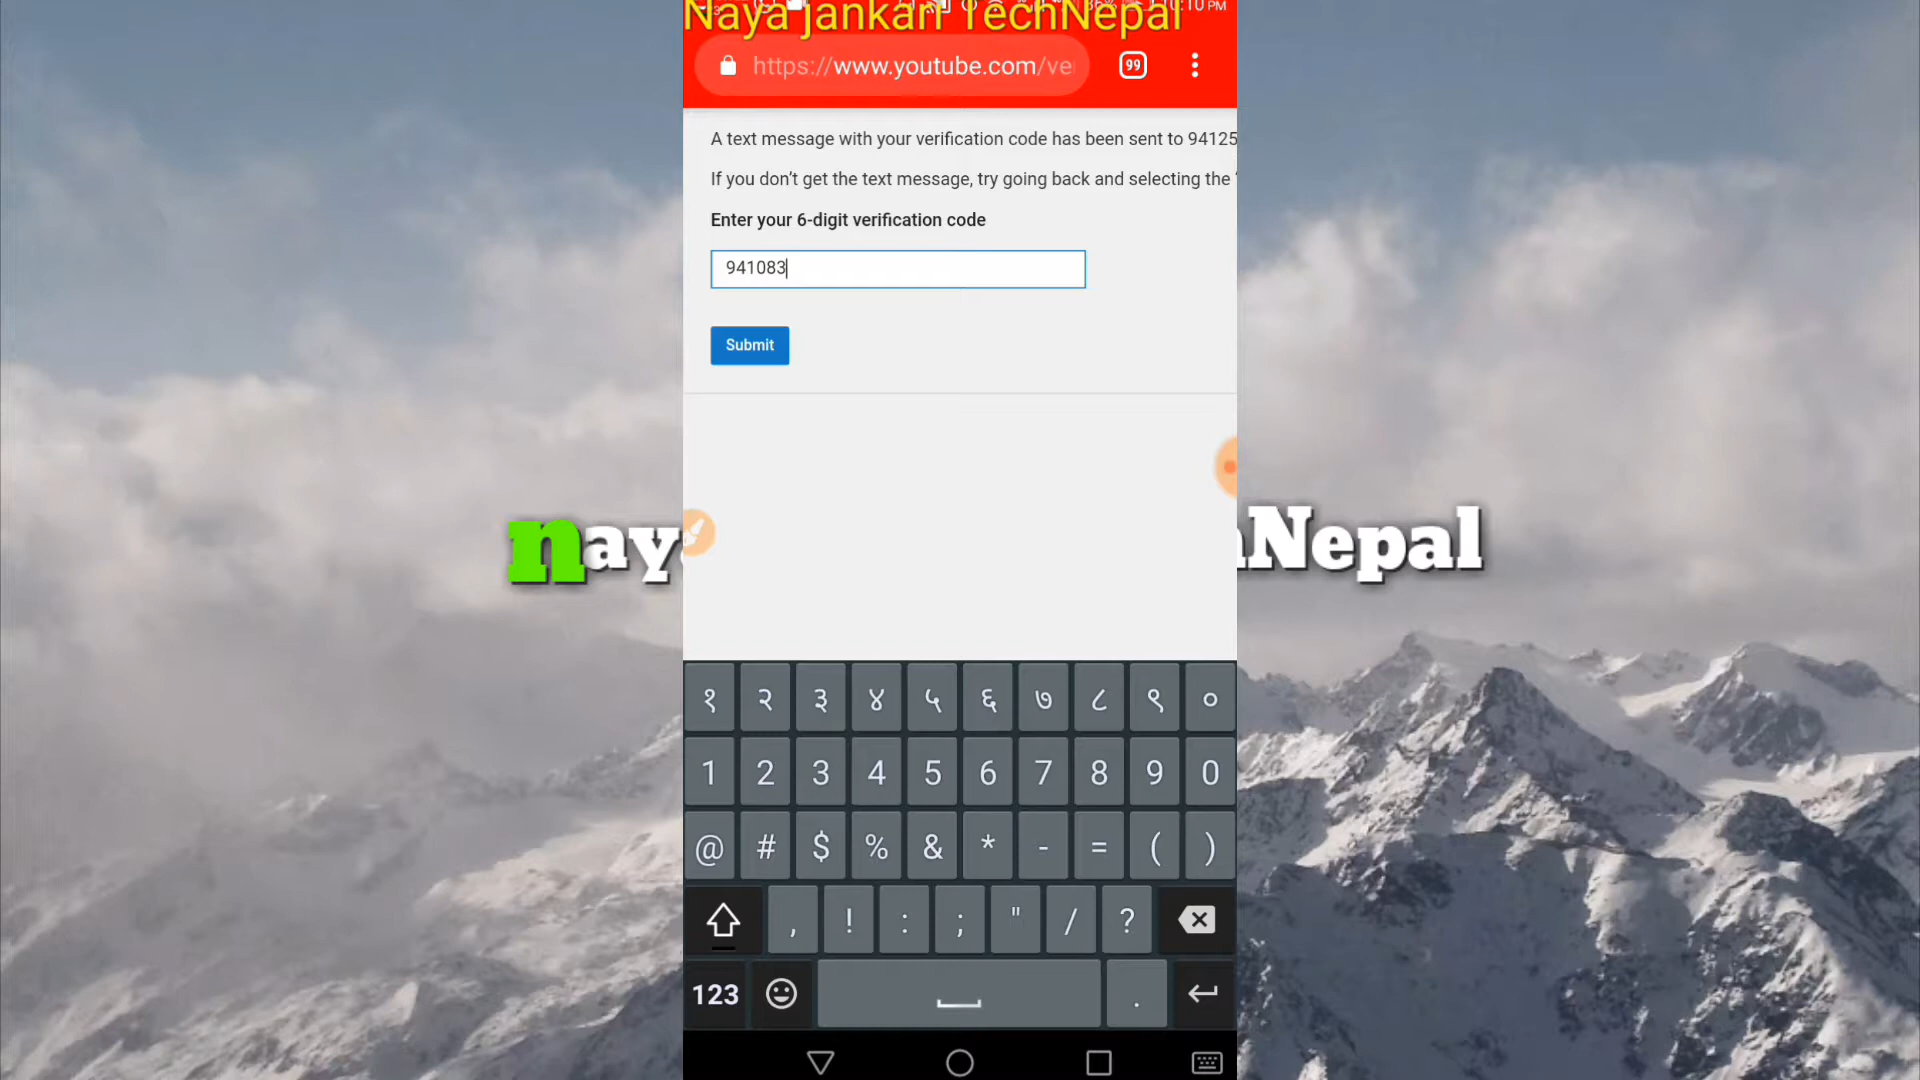 Naya jankari TechNepal
https://www.youtube.com/ve
99
A text message with your verification code has been sent to 94125
If you don't get the text message, try going back and selecting the
Enter your 6-digit verification code
941083
Submit
nay
hNepal
१ २ ३ ४ ५ ६ ७ ८ ९ ०
1 2 3 4 5 6 7 8 9 0
@ # $ % & * - = ( )
, ! : ; " / ?
123 .